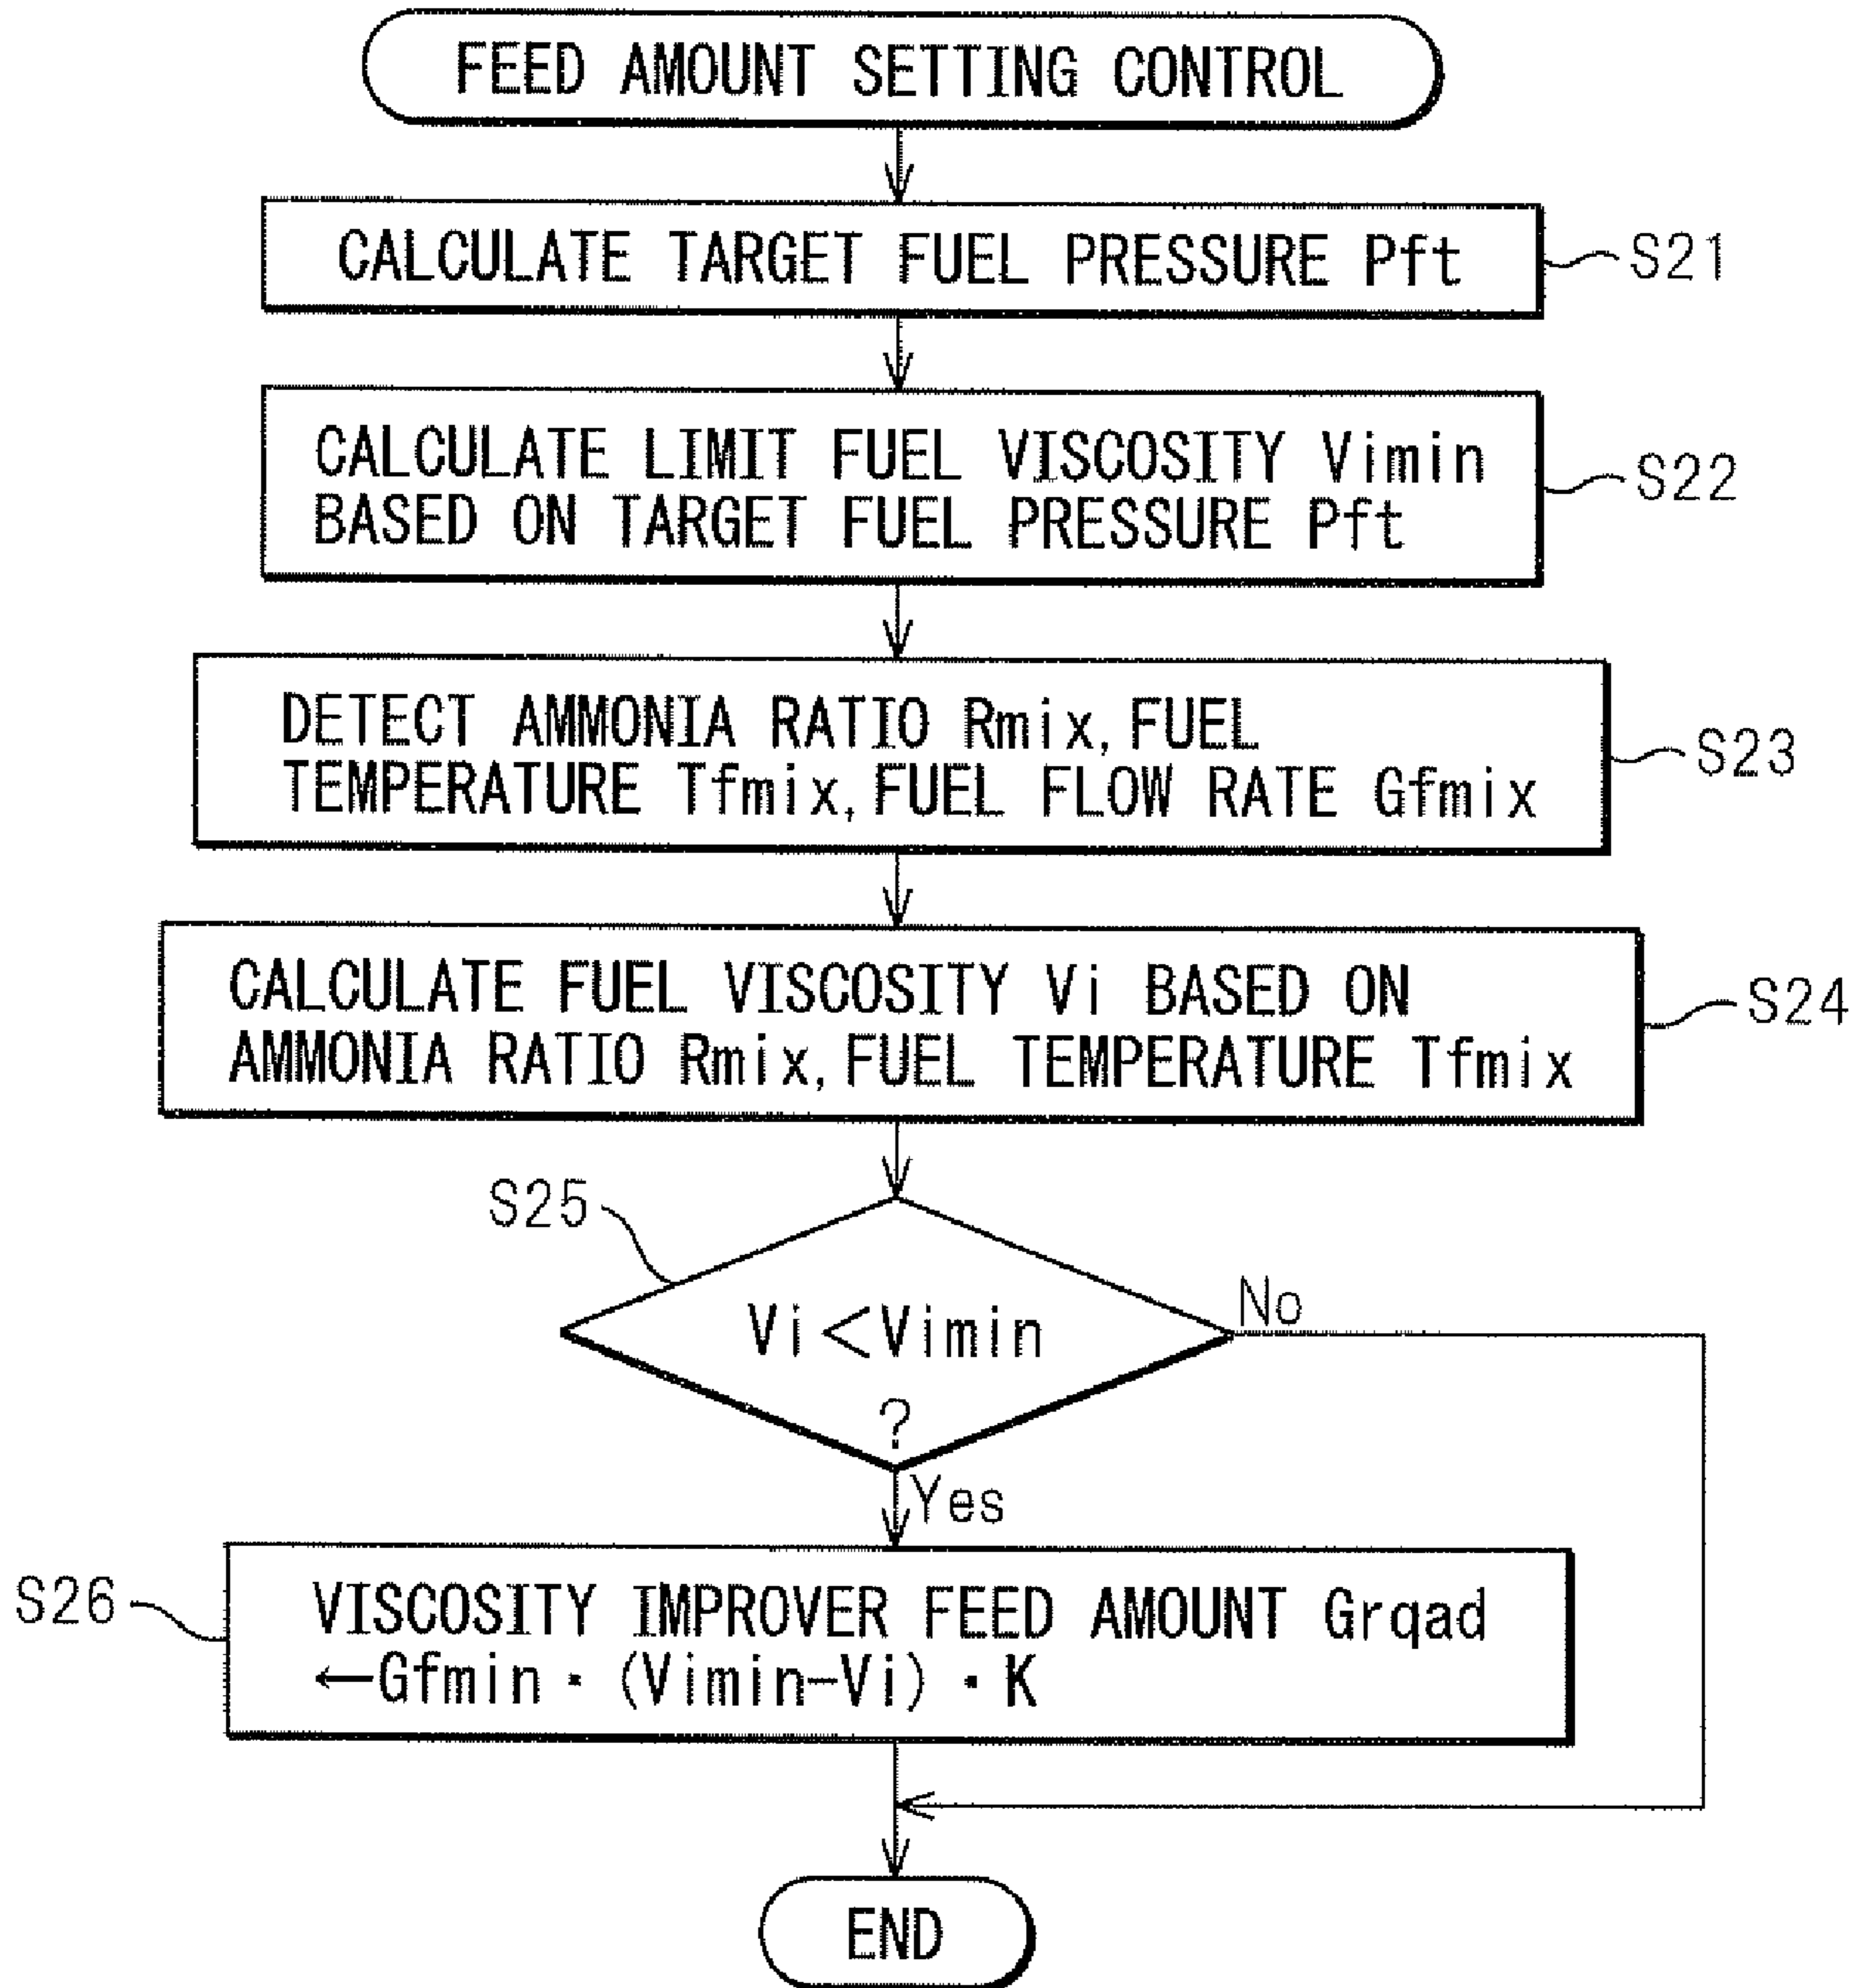 FEED AMOUNT SETTING CONTROL
CALCULATE TARGET FUEL PRESSURE Pft
S21
CALCULATE LIMIT FUEL VISCOSITY Vimin
BASED ON TARGET FUEL PRESSURE Pft
S22
DETECT AMMONIA RATIO Rmix, FUEL
TEMPERATURE Tfmix, FUEL FLOW RATE Gfmix
S23
CALCULATE FUEL VISCOSITY Vi BASED ON
AMMONIA RATIO Rmix, FUEL TEMPERATURE Tfmix
S24
S25
Vi<Vimin
?
No
Yes
S26
VISCOSITY IMPROVER FEED AMOUNT Grqad
←Gfmin・(Vimin-Vi)・K
END